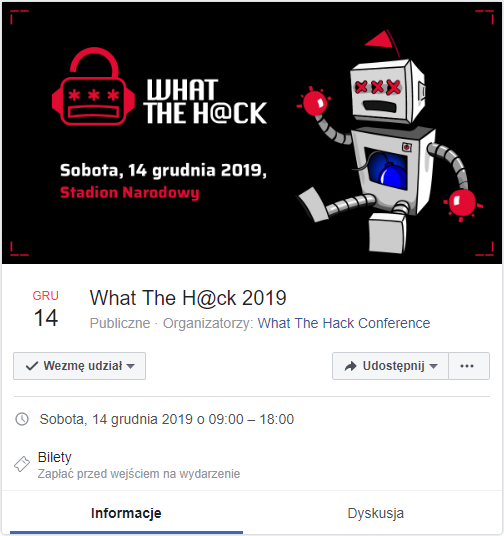 WHAT
THE H@CK
Sobota, 14 grudnia 2019,
Stadion Narodowy
GRU
14
What The H@ck 2019
Publiczne · Organizatorzy: What The Hack Conference
Wezmę udział
Udostępnij
Sobota, 14 grudnia 2019 o 09:00 – 18:00
Bilety
Zapłać przed wejściem na wydarzenie
Informacje
Dyskusja